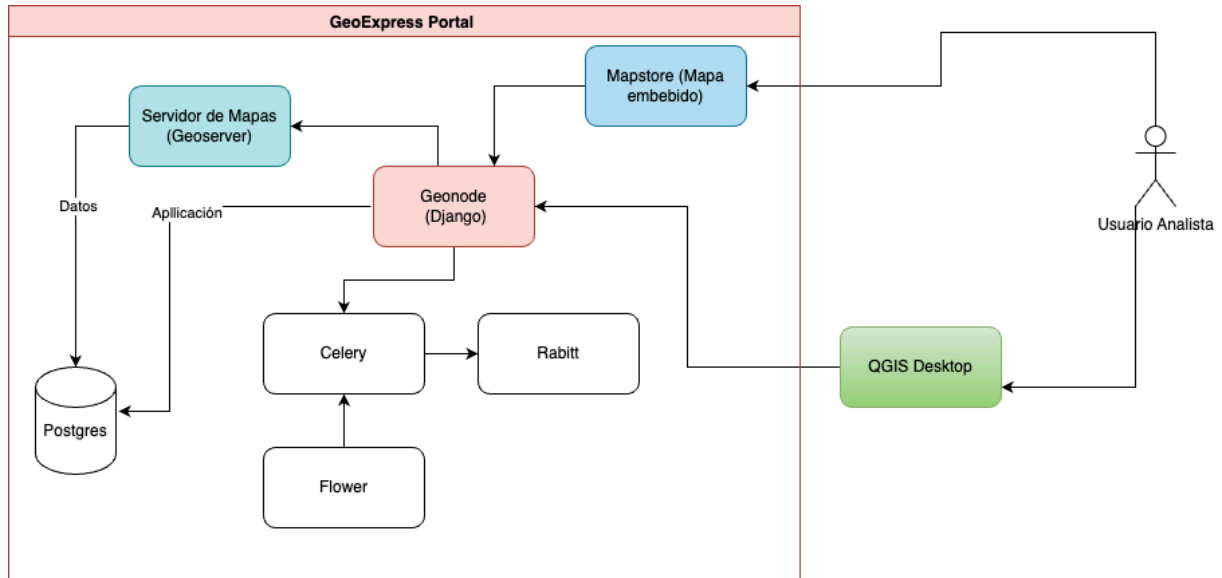 GeoExpress Portal
Mapstore (Mapa
embebido)
Servidor de Mapas
(Geoserver)
Geonode
(Django)
Datos
Apllicación
Usuario Analista
Celery
Rabitt
QGIS Desktop
Postgres
Flower